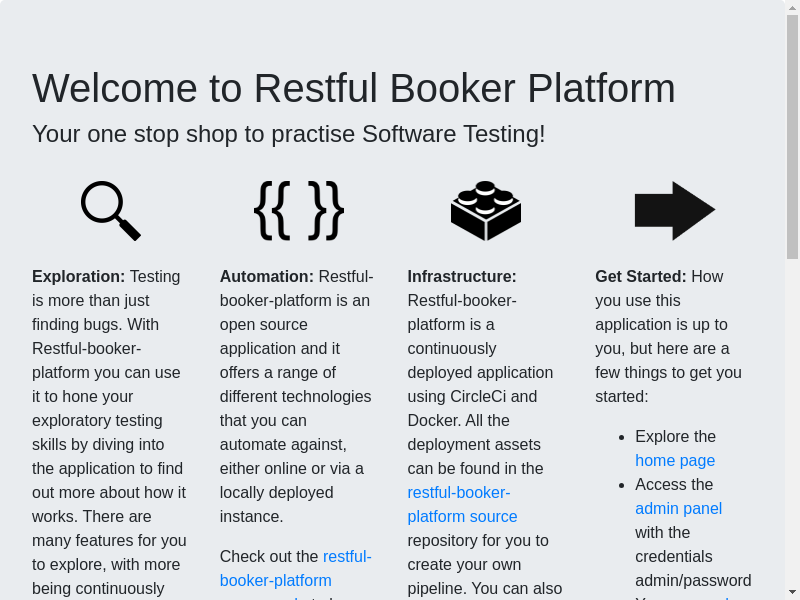 Welcome to Restful Booker Platform
Your one stop shop to practise Software Testing!
{{ }}
Exploration: Testing
is more than just
finding bugs. With
Restful-booker-
platform you can use
it to hone your
exploratory testing
skills by diving into
the application to find
out more about how it
works. There are
many features for you
to explore, with more
being continuously
Automation: Restful-
booker-platform is an
open source
application and it
offers a range of
different technologies
that you can
automate against,
either online or via a
locally deployed
instance.
Check out the restful-
booker-platform
Infrastructure:
Restful-booker-
platform is a
continuously
deployed application
using CircleCi and
Docker. All the
deployment assets
can be found in the
restful-booker-
platform source
repository for you to
create your own
pipeline. You can also
Get Started: How
you use this
application is up to
you, but here are a
few things to get you
started:
• Explore the
home page
• Access the
admin panel
with the
credentials
admin/password